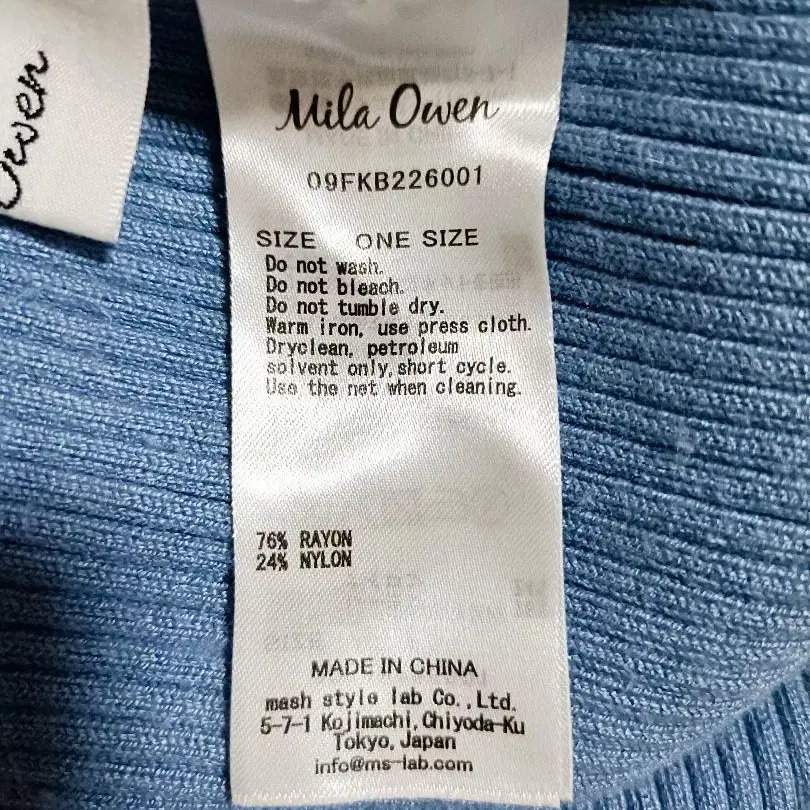 Owen
Mila Owen
09FKB226001
SIZE ONE SIZE
Do not wash.
Do not bleach.
Do not tumble dry.
Warm iron, use press cloth.
Dryclean, petroleum
solvent only,short cycle.
Use the net when cleaning.
76% RAYON
24% NYLON
MADE IN CHINA
mash style lab Co.,Ltd.
5-7-1 Kojimachi,Chiyoda-Ku
Tokyo,Japan
info@ms-lab.com